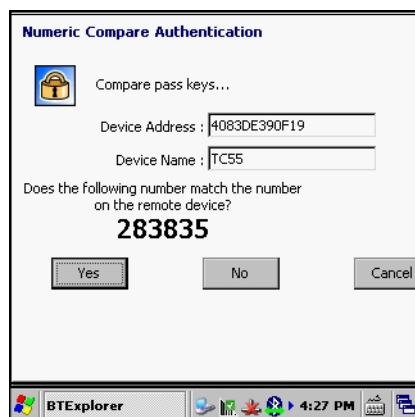 Numeric Compare Authentication
Compare pass keys...
Device Address : 4083DE390F19
Device Name : TC55
Does the following number match the number
on the remote device?
283835
Yes No Cancel
BTExplorer 4:27 PM